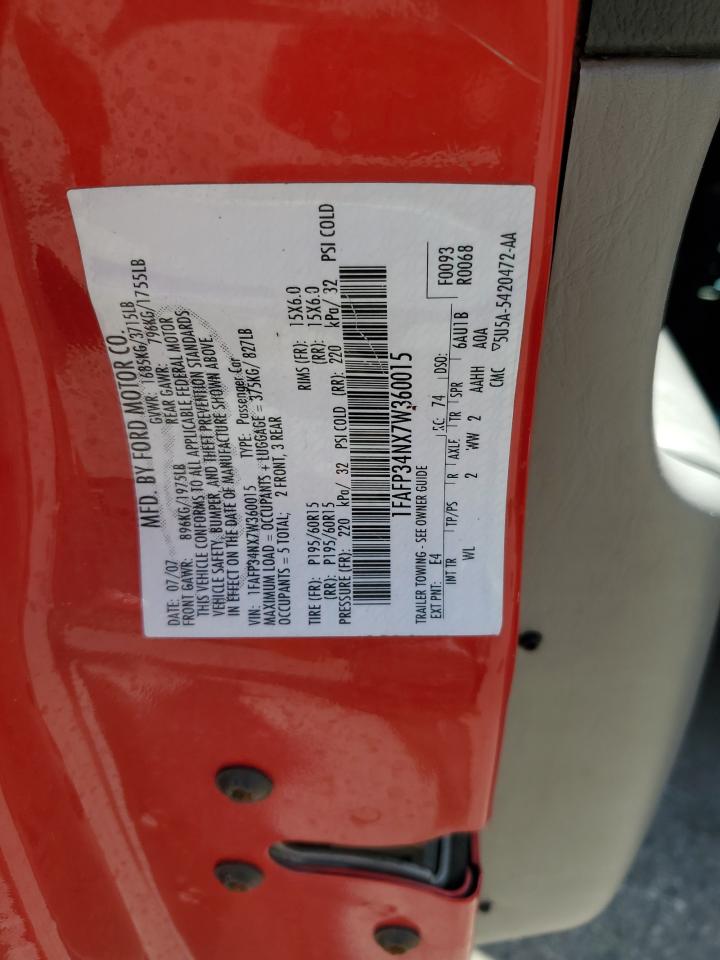 MFD. BY FORD MOTOR CO.
DATE: 07/07 GVWR: 1685KG/3715LB
FRONT GAWR: 896KG/1975LB REAR GAWR: 796KG/1755LB
THIS VEHICLE CONFORMS TO ALL APPLICABLE FEDERAL MOTOR
VEHICLE SAFETY, BUMPER, AND THEFT PREVENTION STANDARDS
IN EFFECT ON THE DATE OF MANUFACTURE SHOWN ABOVE.
VIN: 1FAFP34NX7W360015 TYPE: Passenger Car
MAXIMUM LOAD = OCCUPANTS + LUGGAGE = 375KG/ 827LB
OCCUPANTS = 5 TOTAL; 2 FRONT, 3 REAR
TIRE (FR): P195/60R15 RIMS (FR): 15X6.0
(RR): P195/60R15 (RR): 15X6.0
PRESSURE (FR): 220 kPa/ 32 PSI COLD (RR): 220 kPa/ 32 PSI COLD
1FAFP34NX7W360015
TRAILER TOWING - SEE OWNER GUIDE
F0093
EXT PNT: E4 RC: 74 DSO: R0068
INT TR TP/PS R AXLE TR SPR 6AU1B
WL 2 WW 2 AAHH A0A
CMC ▽5U5A-5420472-AA